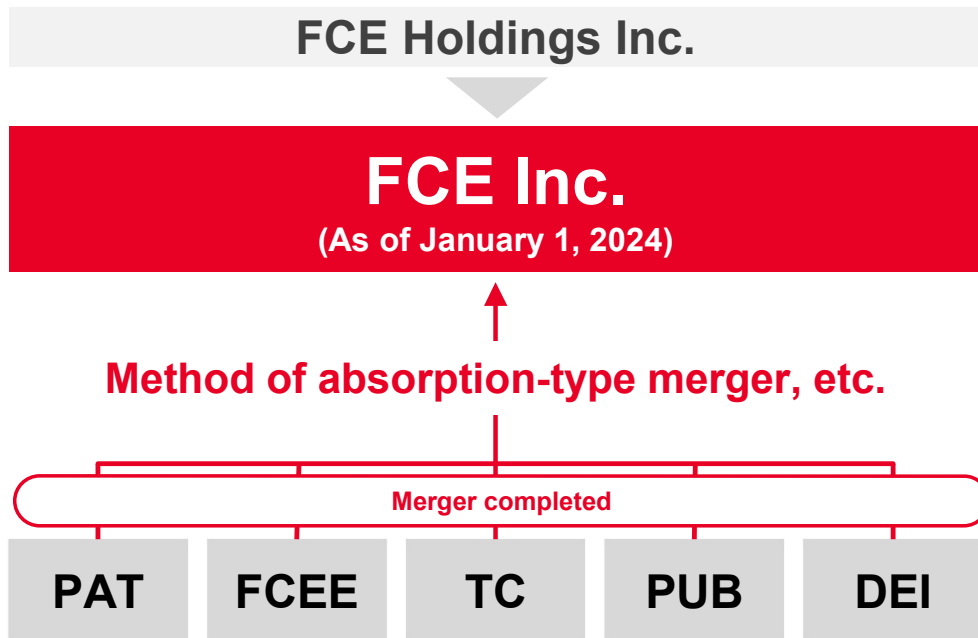 FCE Holdings Inc.
FCE Inc.
(As of January 1, 2024)
Method of absorption-type merger, etc.
Merger completed
PAT FCEE TC PUB DEI